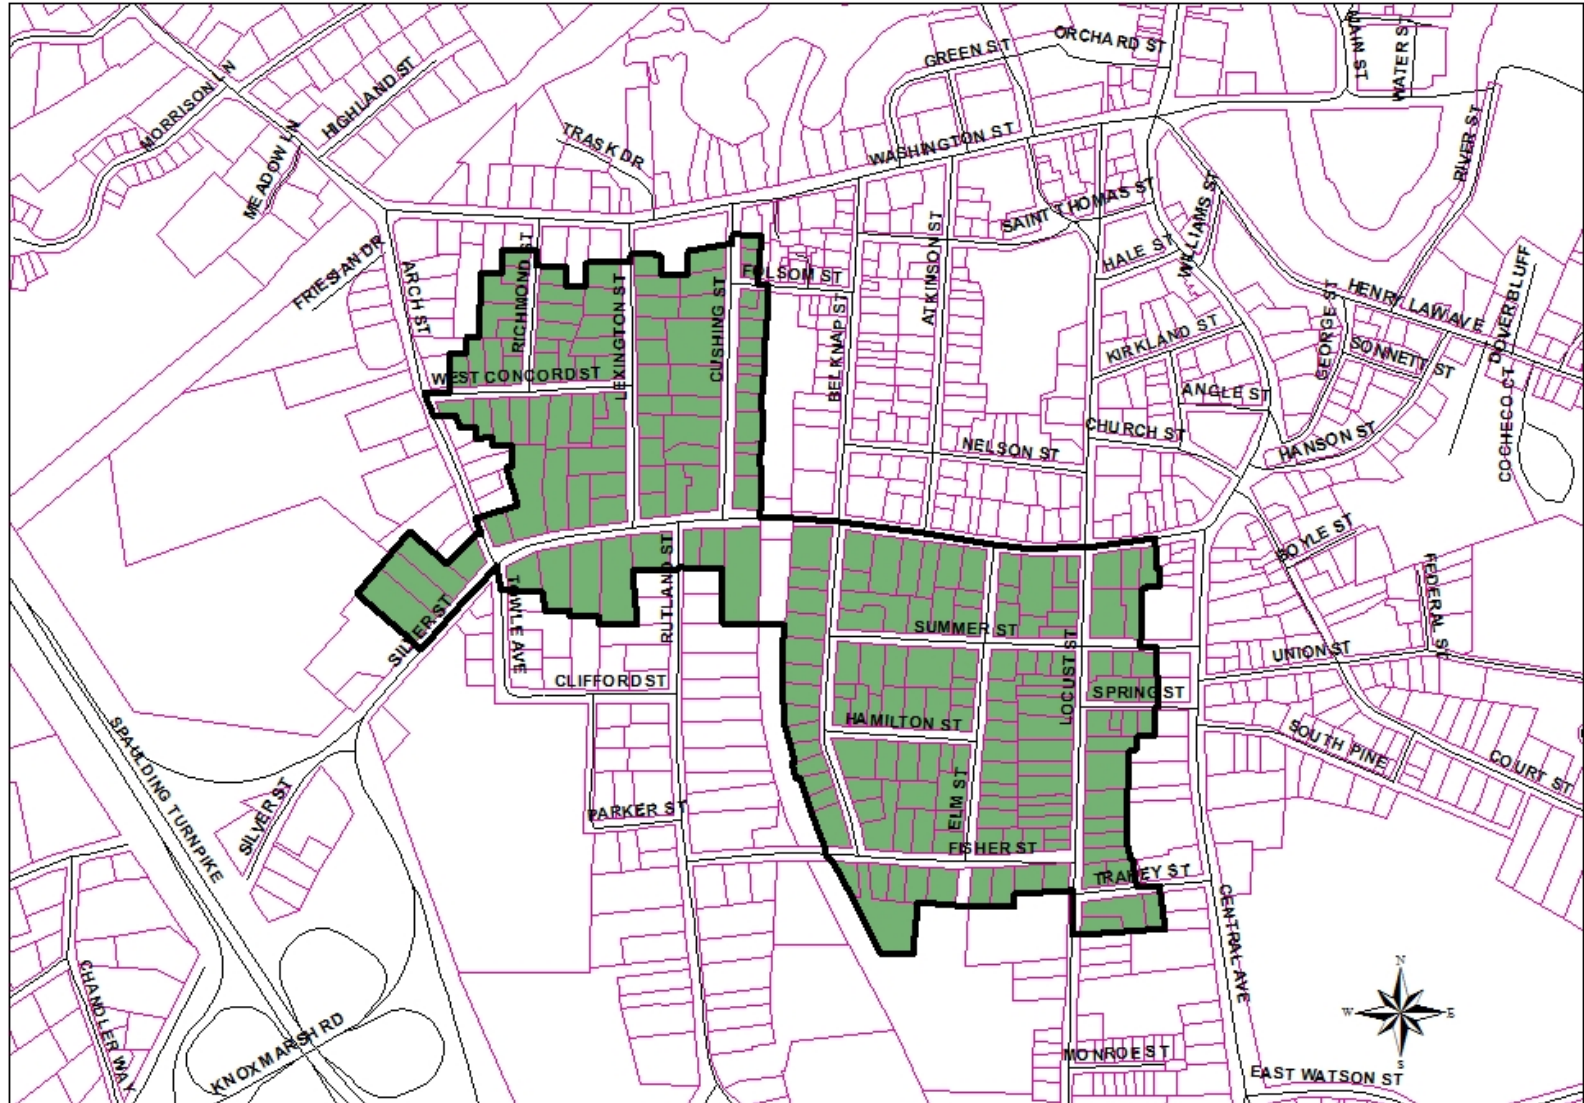 MAIN ST
WATER ST
ORCHARD ST
GREEN ST
MORRISON LN
HIGHLAND ST
TRASK DR
WASHINGTON ST
MEADOW LN
RIVER ST
SAINT THOMAS ST
WILLIAMS ST
FRIESIAN DR
ARCH ST
RICHMOND ST
FOLSOM ST
ATKINSON ST
HALE ST
HENRY LAW AVE
DOVERBLUFF
LEXINGTON ST
CUSHING ST
BELKNAP ST
KIRKLAND ST
GEORGE ST
SONNETT ST
WEST CONCORD ST
ANGLE ST
COCHECO CT
NELSON ST
CHURCH ST
HANSON ST
BOYLE ST
FEDERAL ST
SILVER ST
TOWLE AVE
RUTLAND ST
SUMMER ST
LOCUST ST
UNION ST
CLIFFORD ST
SPRING ST
HAMILTON ST
SOUTH PINE
COURT ST
SPAULDING TURNPIKE
SILVER ST
PARKER ST
ELM ST
FISHER ST
TRAKEY ST
CENTRAL AVE
CHANDLER WAY
KNOX MARSH RD
N
W
E
S
MONROE ST
EAST WATSON ST